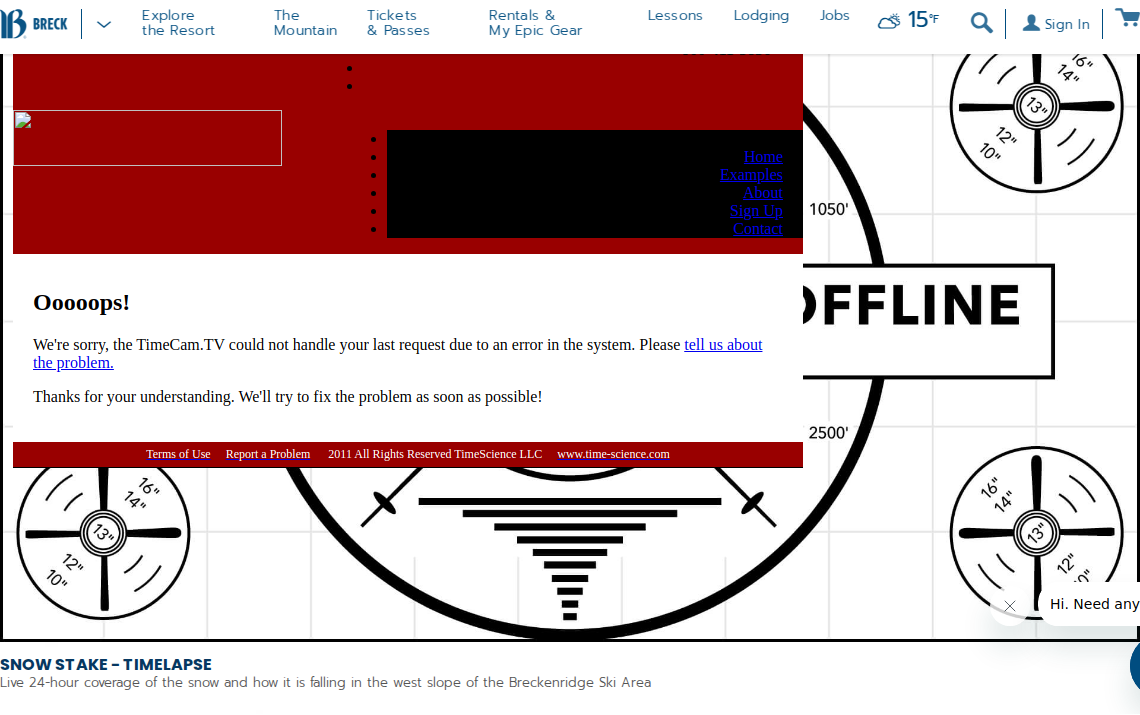 BRECK
Explore
the Resort
The
Mountain
Tickets
& Passes
Rentals &
My Epic Gear
Lessons
Lodging
Jobs
15°F
Sign In
16"
14"
13"
12"
10"
Home
Examples
About
Sign Up
Contact
1050'
OFFLINE
Ooooops!
We're sorry, the TimeCam.TV could not handle your last request due to an error in the system. Please tell us about
the problem.
Thanks for your understanding. We'll try to fix the problem as soon as possible!
2500'
Terms of Use Report a Problem 2011 All Rights Reserved TimeScience LLC www.time-science.com
16"
14"
13"
12"
10"
16"
14"
13"
12"
Hi. Need any
SNOW STAKE - TIMELAPSE
Live 24-hour coverage of the snow and how it is falling in the west slope of the Breckenridge Ski Area